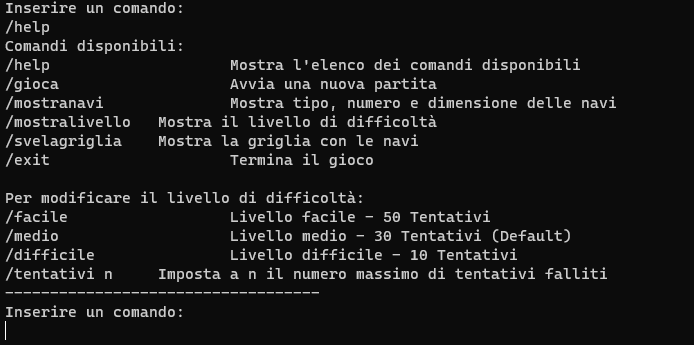 Inserire un comando:
/help
Comandi disponibili:
/help                    Mostra l'elenco dei comandi disponibili
/gioca                   Avvia una nuova partita
/mostranavi              Mostra tipo, numero e dimensione delle navi
/mostralivello   Mostra il livello di difficoltà
/svelagriglia    Mostra la griglia con le navi
/exit                    Termina il gioco

Per modificare il livello di difficoltà:
/facile                  Livello facile - 50 Tentativi
/medio                   Livello medio - 30 Tentativi (Default)
/difficile               Livello difficile - 10 Tentativi
/tentativi n     Imposta a n il numero massimo di tentativi falliti
-----------------------------------
Inserire un comando: